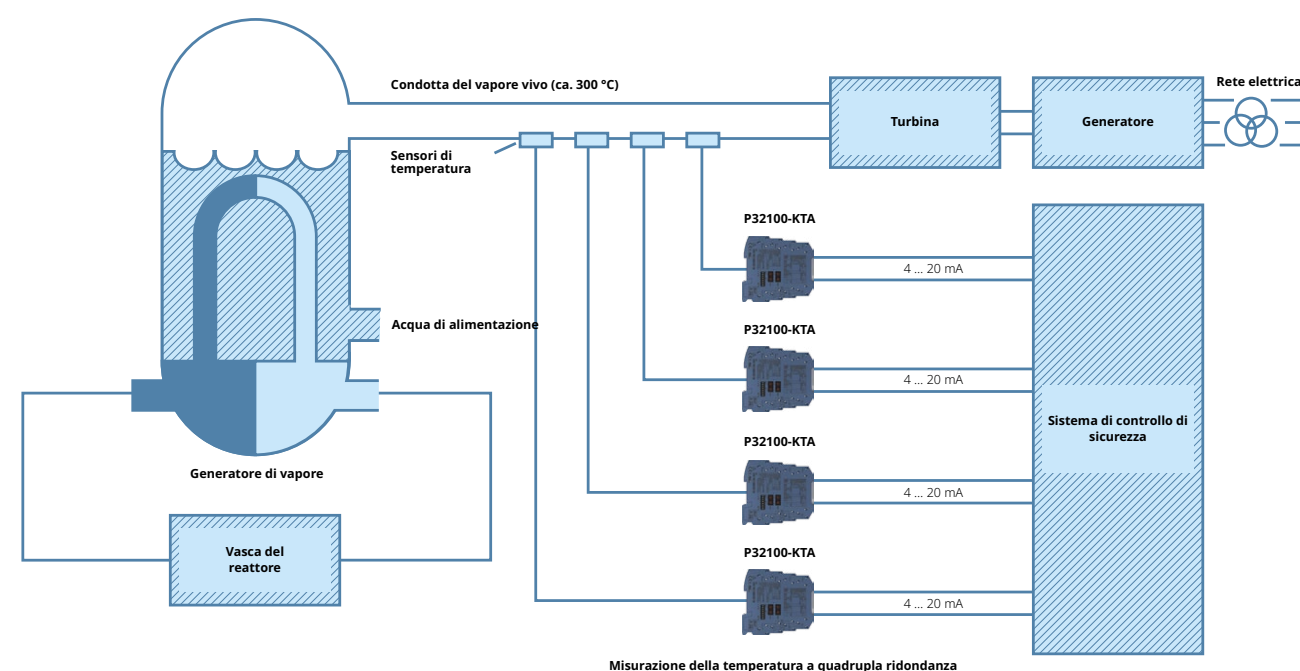 Condotta del vapore vivo (ca. 300 °C)
Rete elettrica
Turbina
Generatore
Sensori di
temperatura
P32100-KTA
4 ... 20 mA
Acqua di alimentazione
P32100-KTA
4 ... 20 mA
Sistema di controllo di
sicurezza
P32100-KTA
4 ... 20 mA
Generatore di vapore
Vasca del
reattore
P32100-KTA
4 ... 20 mA
Misurazione della temperatura a quadrupla ridondanza